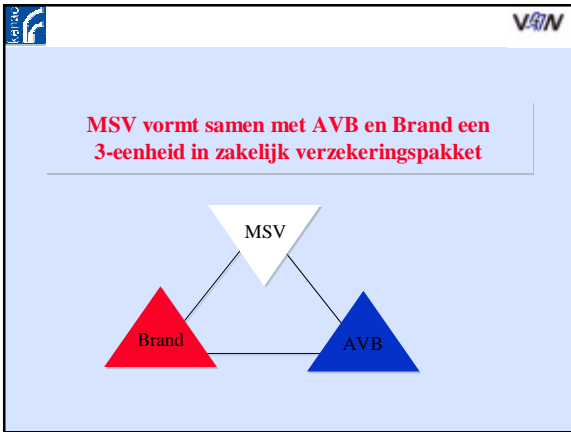 MSV vormt samen met AVB en Brand een
3-eenheid in zakelijk verzekeringspakket
MSV
Brand
AVB